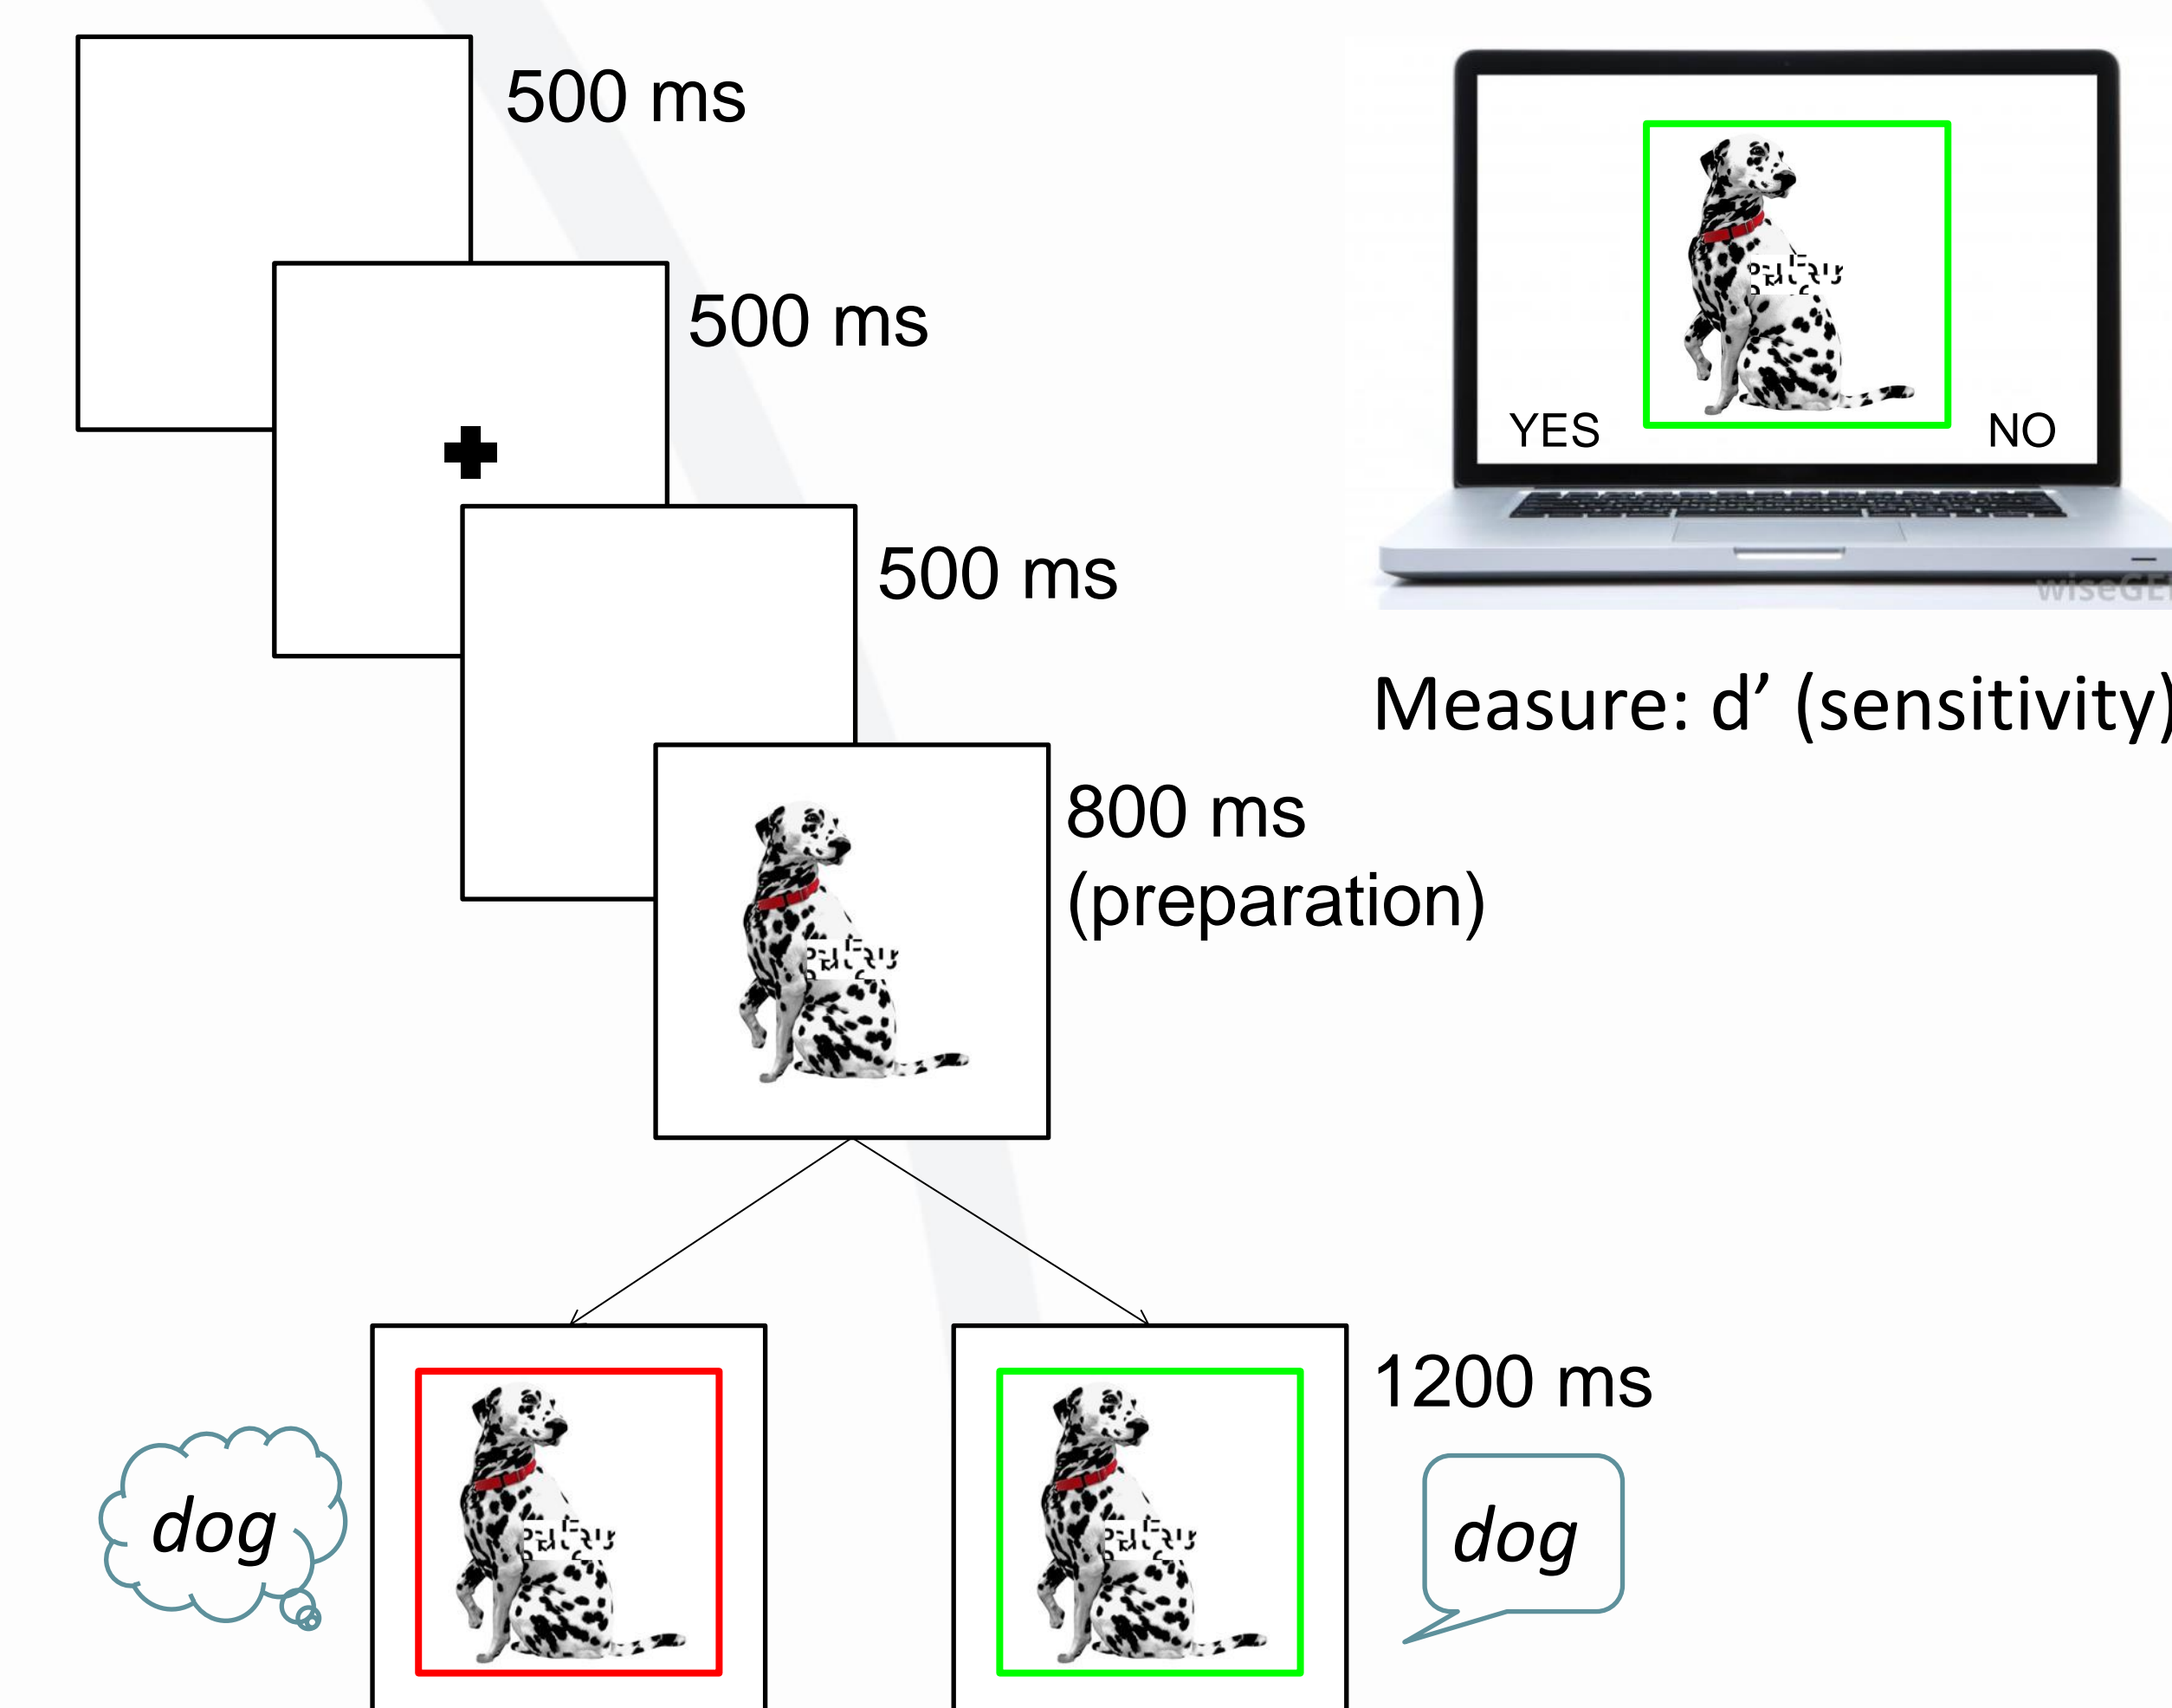 500 ms
500 ms
500 ms
800 ms
(preparation)
1200 ms
dog
dog
YES
NO
Measure: d’ (sensitivity)